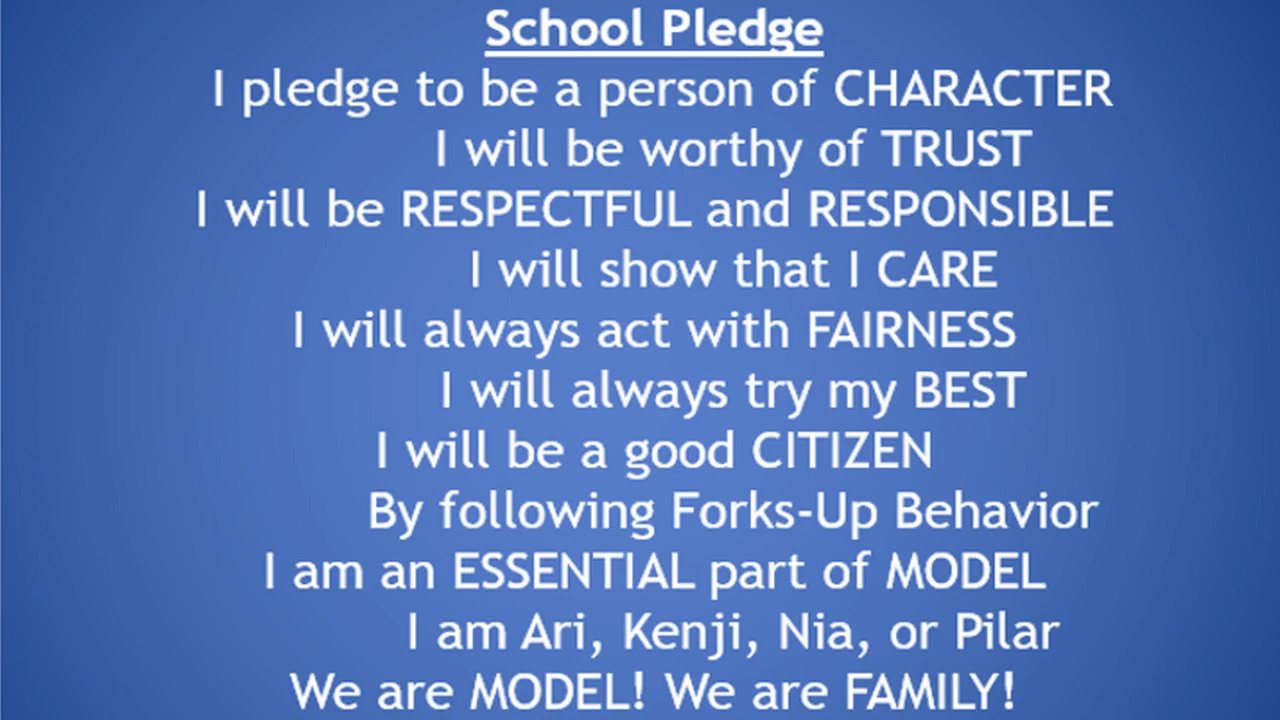 School Pledge
I pledge to be a person of CHARACTER
I will be worthy of TRUST
I will be RESPECTFUL and RESPONSIBLE
I will show that I CARE
I will always act with FAIRNESS
I will always try my BEST
I will be a good CITIZEN
By following Forks-Up Behavior
I am an ESSENTIAL part of MODEL
I am Ari, Kenji, Nia, or Pilar
We are MODEL! We are FAMILY!